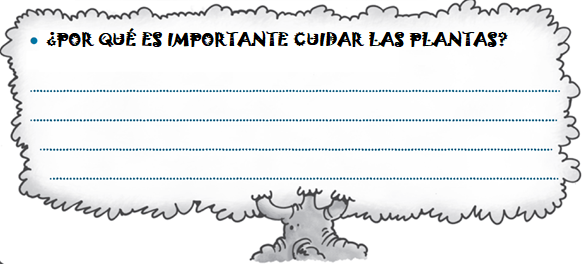 • ¿POR QUÉ ES IMPORTANTE CUIDAR LAS PLANTAS?